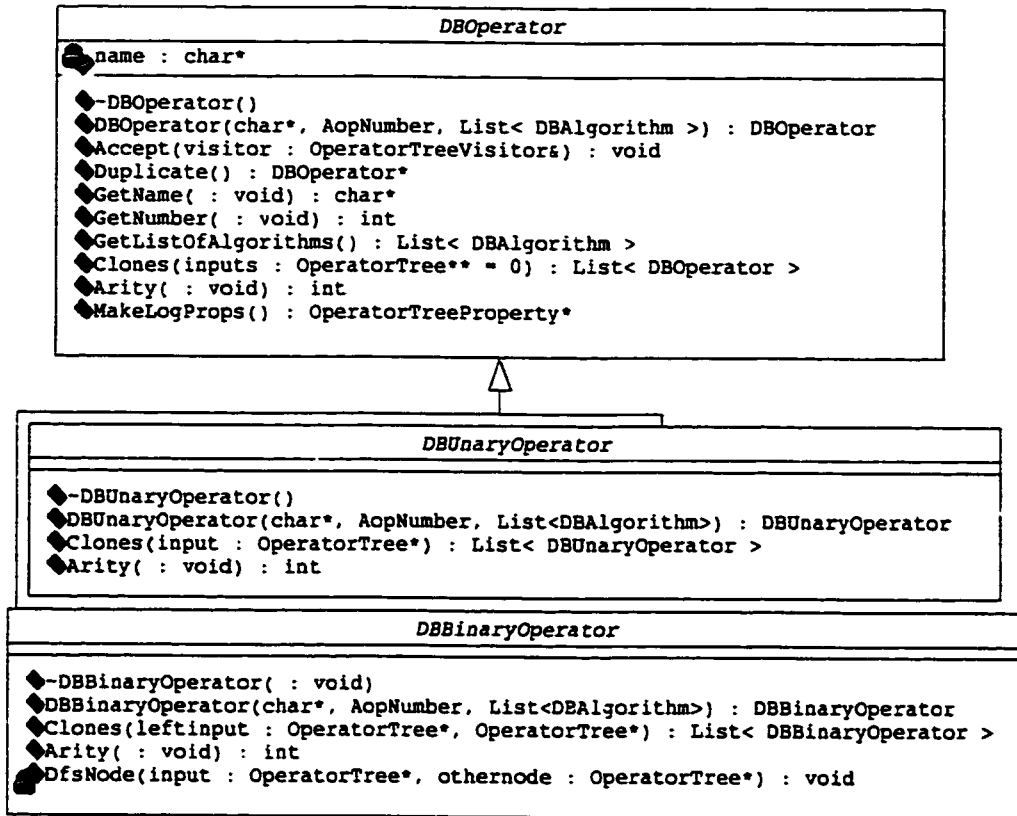 DBOperator
name : char*
~DBOperator()
DBOperator(char*, AopNumber, List< DBAlgorithm >) : DBOperator
Accept(visitor : OperatorTreeVisitor&) : void
Duplicate() : DBOperator*
GetName( : void) : char*
GetNumber( : void) : int
GetListOfAlgorithms() : List< DBAlgorithm >
Clones(inputs : OperatorTree** = 0) : List< DBOperator >
Arity( : void) : int
MakeLogProps() : OperatorTreeProperty*
DBUnaryOperator
~DBUnaryOperator()
DBUnaryOperator(char*, AopNumber, List<DBAlgorithm>) : DBUnaryOperator
Clones(input : OperatorTree*) : List< DBUnaryOperator >
Arity( : void) : int
DBBinaryOperator
~DBBinaryOperator( : void)
DBBinaryOperator(char*, AopNumber, List<DBAlgorithm>) : DBBinaryOperator
Clones(leftinput : OperatorTree*, OperatorTree*) : List< DBBinaryOperator >
Arity( : void) : int
DfsNode(input : OperatorTree*, othernode : OperatorTree*) : void